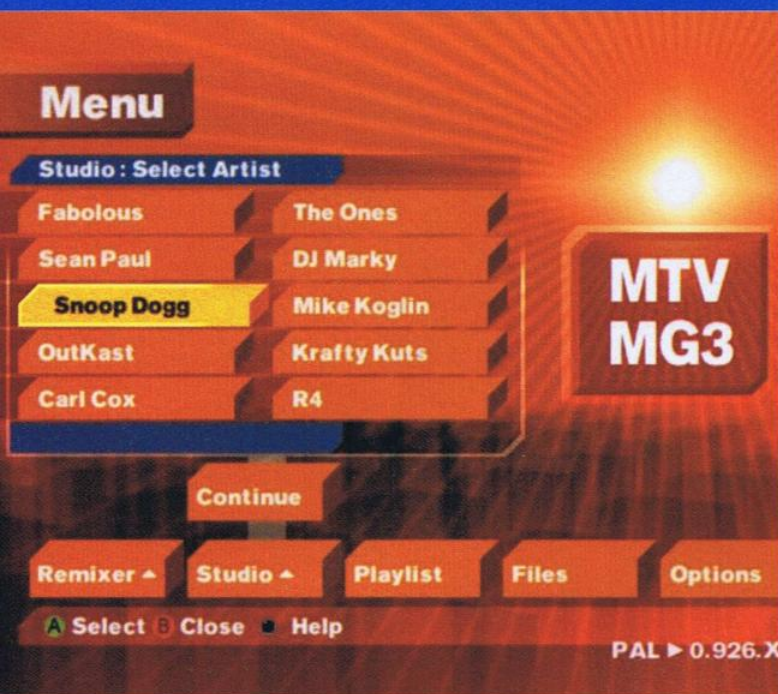 Menu
Studio : Select Artist
Fabolous
Sean Paul
Snoop Dogg
OutKast
Carl Cox
The Ones
DJ Marky
Mike Koglin
Krafty Kuts
R4
MTV
MG3
Continue
Remixer ▲ Studio ▲ Playlist Files Options
A Select B Close Help
PAL ► 0.926.X